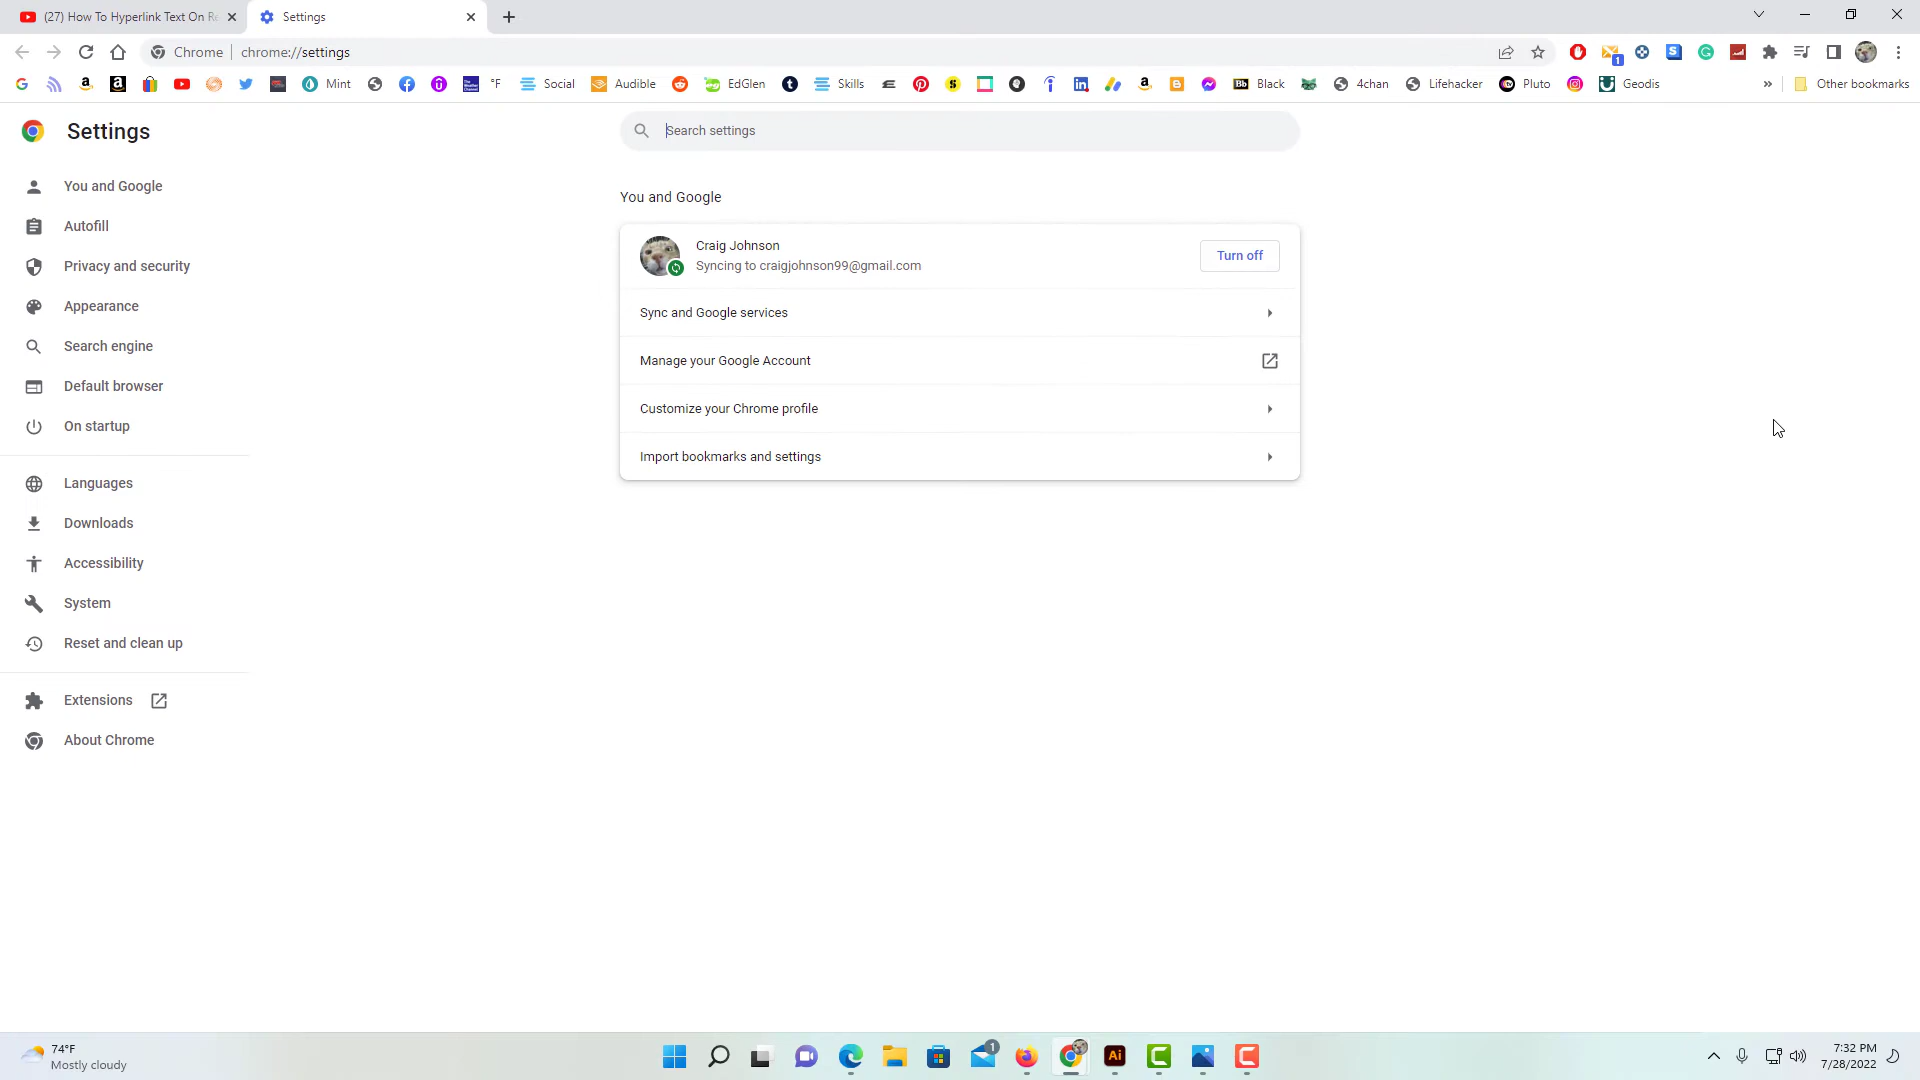 (27) How To Hyperlink Text On Re
Settings
Chrome
chrome://settings
1
Mint
°F
Social
Audible
EdGlen
Skills
Black
4chan
Lifehacker
Pluto
Geodis
»
Other bookmarks
Settings
Search settings
You and Google
Autofill
Privacy and security
Appearance
Search engine
Default browser
On startup
Languages
Downloads
Accessibility
System
Reset and clean up
Extensions
About Chrome
You and Google
Craig Johnson
Syncing to craigjohnson99@gmail.com
Turn off
Sync and Google services
Manage your Google Account
Customize your Chrome profile
Import bookmarks and settings
74°F
Mostly cloudy
1
Ai
7:32 PM
7/28/2022